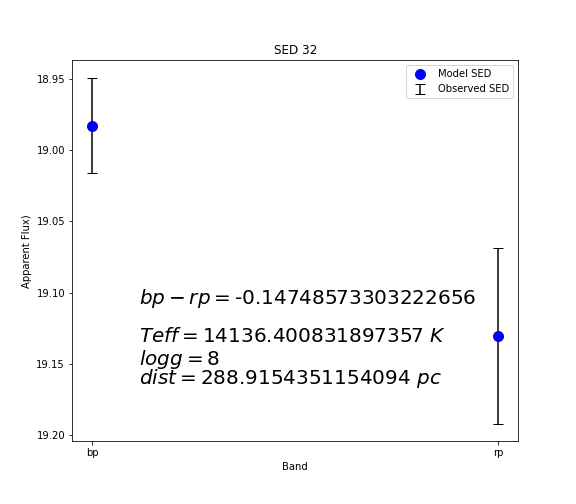 SED 32
Model SED
Observed SED
18.95
19.00
19.05
19.10
19.15
19.20
Apparent Flux)
bp − rp = -0.14748573303222656
Teff = 14136.400831897357 K
logg = 8
dist = 288.9154351154094 pc
bp
rp
Band